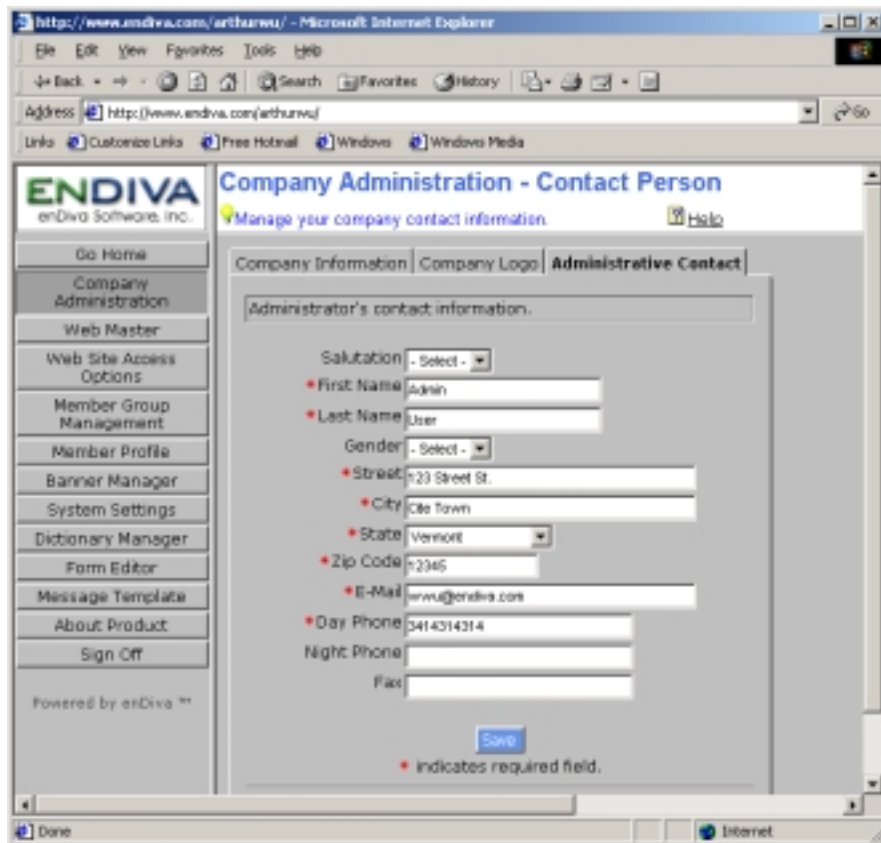 http://www.endiva.com/arthurwu/ - Microsoft Internet Explorer
File Edit View Favorites Tools Help
Back Search Favorites History
Address http://www.endiva.com/arthurwu/ Go
Links Customize Links Free Hotmail Windows Windows Media
ENDIVA
enDiva Software, Inc.
Company Administration - Contact Person
Manage your company contact information. Help
Go Home
Company Administration
Web Master
Web Site Access Options
Member Group Management
Member Profile
Banner Manager
System Settings
Dictionary Manager
Form Editor
Message Template
About Product
Sign Off
Powered by enDiva ™
Company Information Company Logo Administrative Contact
Administrator's contact information.
Salutation - Select -
*First Name Admin
*Last Name User
Gender - Select -
*Street 123 Street St.
*City Town
*State Vermont
*Zip Code 12345
*E-Mail @endiva.com
*Day Phone 3414314314
Night Phone
Fax
Save
* indicates required field.
Done Internet